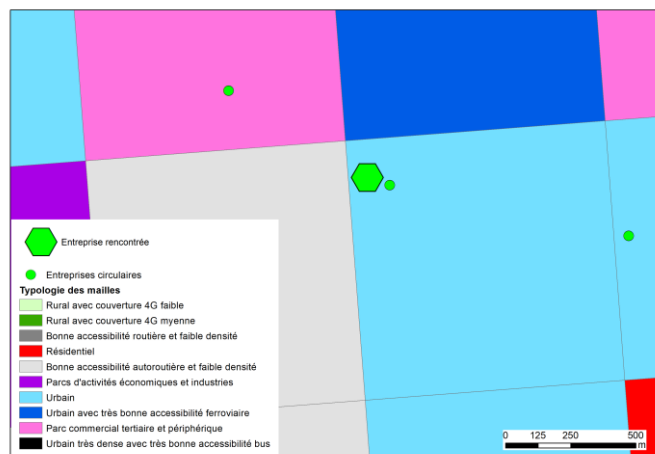 Entreprise rencontrée
Entreprises circulaires
Typologie des mailles
Rural avec couverture 4G faible
Rural avec couverture 4G myenne
Bonne accessibilité routière et faible densité
Résidentiel
Bonne accessibilité autoroutière et faible densité
Parcs d'activités économiques et industries
Urbain
Urbain avec très bonne accessibilité ferroviaire
Parc commercial tertiaire et périphérique
Urbain très dense avec très bonne accessibilité bus
0 125 250 500
m